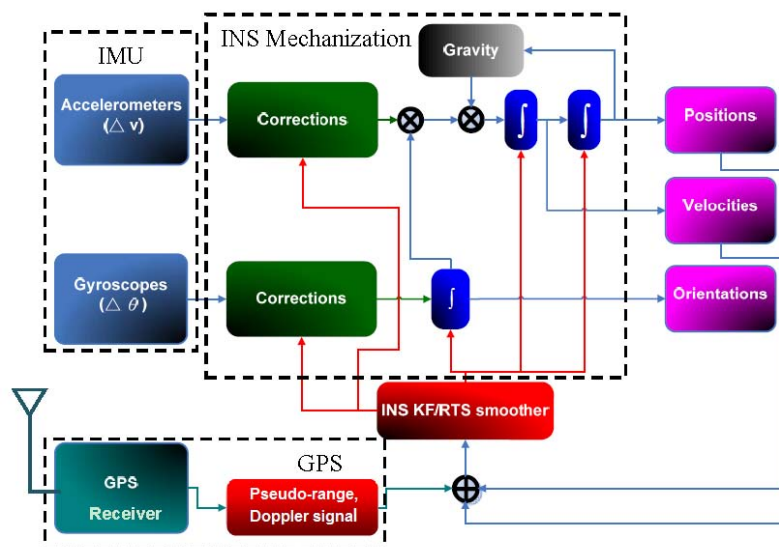 IMU
INS Mechanization
Gravity
Accelerometers
(△ v)
Corrections
∫
∫
Positions
Velocities
Gyroscopes
(△ θ)
Corrections
∫
Orientations
INS KF/RTS smoother
GPS
GPS
Receiver
Pseudo-range,
Doppler signal